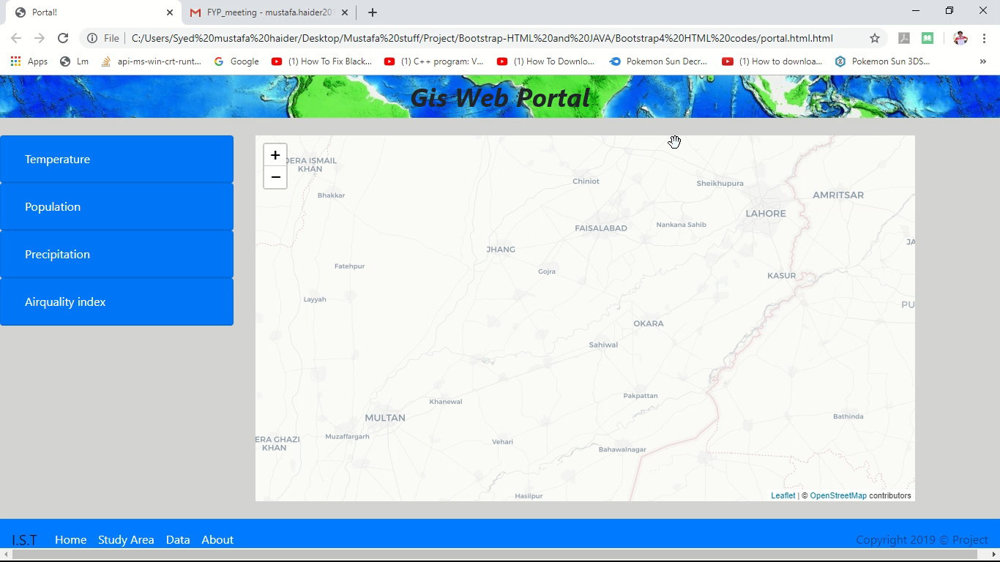 Portal!
FYP_meeting - mustafa.haider201
File
C:/Users/Syed%20mustafa%20haider/Desktop/Mustafa%20stuff/Project/Bootstrap-HTML%20and%20JAVA/Bootstrap4%20HTML%20codes/portal.html.html
Apps
Lm
api-ms-win-crt-runt...
Google
(1) How To Fix Black...
(1) C++ program: V...
(1) How To Downlo...
Pokemon Sun Decr...
(1) How to downloa...
Pokemon Sun 3DS...
»
Gis Web Portal
Temperature
Population
Precipitation
Airquality index
+
−
DERA ISMAIL
KHAN
Bhakkar
Chiniot
Sheikhupura
AMRITSAR
LAHORE
Nankana Sahib
FAISALABAD
JA
JHANG
Fatehpur
Gojra
KASUR
Layyah
PU
OKARA
Sahiwal
Pakpattan
Khanewal
MULTAN
Bathinda
Muzaffargarh
ERA GHAZI
KHAN
Vehari
Bahawalnagar
Hasilpur
Leaflet | © OpenStreetMap contributors
I.S.T
Home
Study Area
Data
About
Copyright 2019 © Project